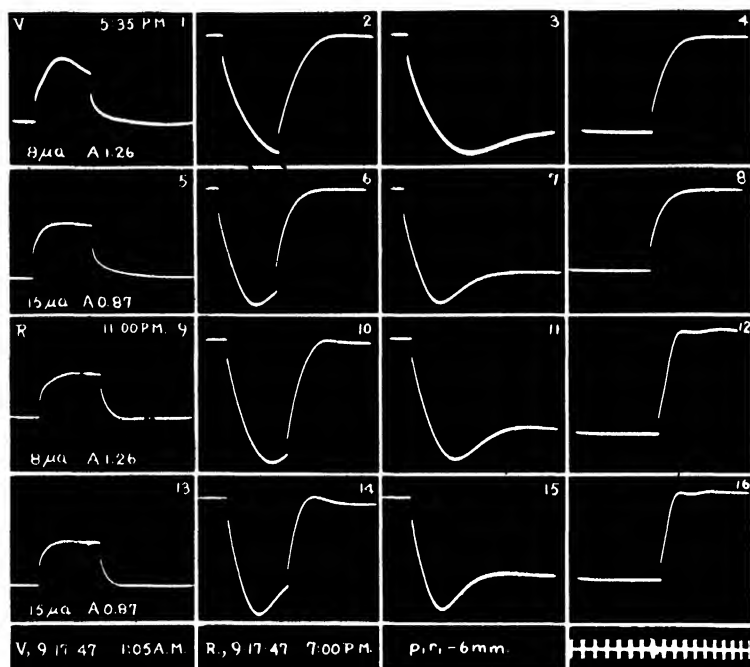 V 5:35 PM. 1
2
3
4
8µa A 1.26
5
6
7
8
15µa A 0.87
R 11:00 PM. 9
10
11
12
8µa A 1.26
13
14
15
16
15µa A 0.87
V, 9 17 47 1:05 A.M.
R., 9 17 47 7:00 P.M.
p₁r₁-6mm.